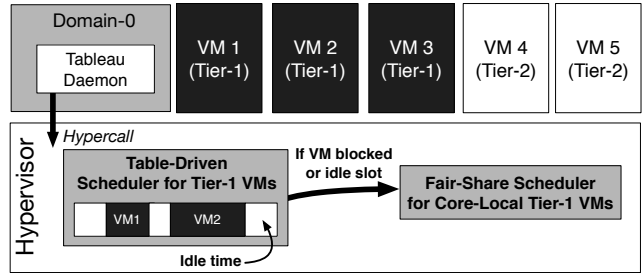 Domain-0
Tableau
Daemon
VM 1
(Tier-1)
VM 2
(Tier-1)
VM 3
(Tier-1)
VM 4
(Tier-2)
VM 5
(Tier-2)
Hypervisor
Hypercall
Table-Driven
Scheduler for Tier-1 VMs
VM1
VM2
Idle time
If VM blocked
or idle slot
Fair-Share Scheduler
for Core-Local Tier-1 VMs